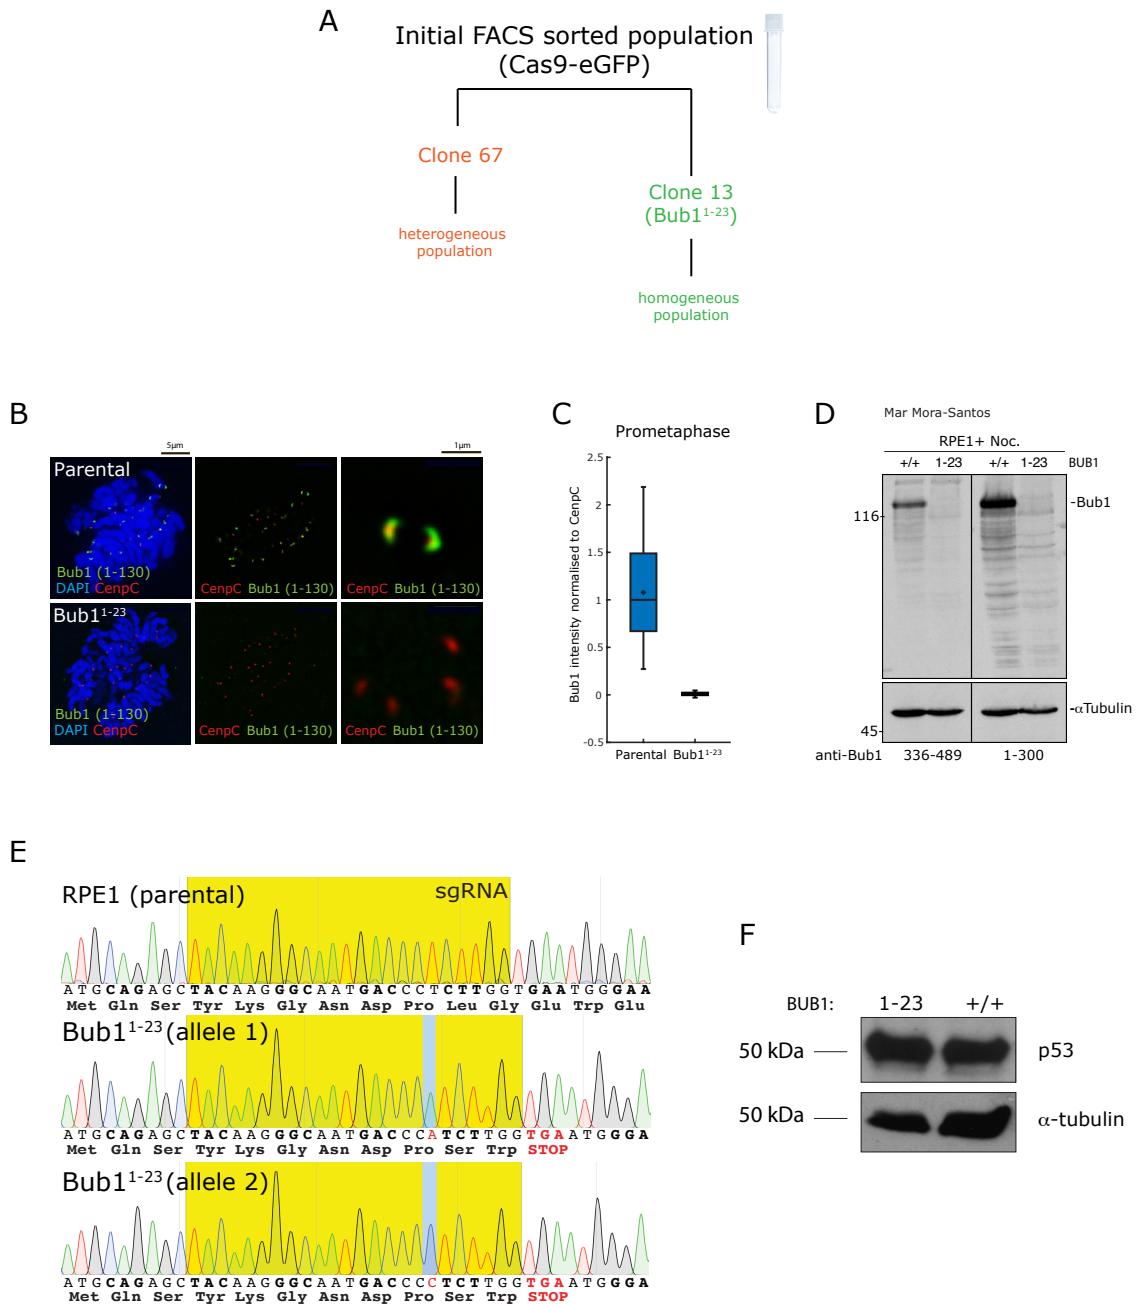 A
Initial FACS sorted population
(Cas9-eGFP)
Clone 67
heterogeneous
population
Clone 13
(Bub1¹⁻²³)
homogeneous
population
B
5µm
1µm
Parental
Bub1 (1-130)
DAPI CenpC
CenpC Bub1 (1-130)
CenpC Bub1 (1-130)
Bub1¹⁻²³
Bub1 (1-130)
DAPI CenpC
CenpC Bub1 (1-130)
CenpC Bub1 (1-130)
C
Prometaphase
Bub1 intensity normalised to CenpC
2.5
2
1.5
1
0.5
0
-0.5
Parental Bub1¹⁻²³
D
Mar Mora-Santos
RPE1+ Noc.
+/+ 1-23 +/+ 1-23 BUB1
116-
-Bub1
-αTubulin
45-
anti-Bub1 336-489 1-300
E
RPE1 (parental)
sgRNA
ATGCAGAGCTACAAGGGCAATGACCCTCTTGGTGAATGGGAA
Met Gln Ser Tyr Lys Gly Asn Asp Pro Leu Gly Glu Trp Glu
Bub1¹⁻²³ (allele 1)
ATGCAGAGCTACAAGGGCAATGACCCATCTTGGTGAATGGGA
Met Gln Ser Tyr Lys Gly Asn Asp Pro Ser Trp STOP
Bub1¹⁻²³ (allele 2)
ATGCAGAGCTACAAGGGCAATGACCCCTCTTGGTGAATGGGA
Met Gln Ser Tyr Lys Gly Asn Asp Pro Ser Trp STOP
F
BUB1: 1-23 +/+
50 kDa
p53
50 kDa
α-tubulin